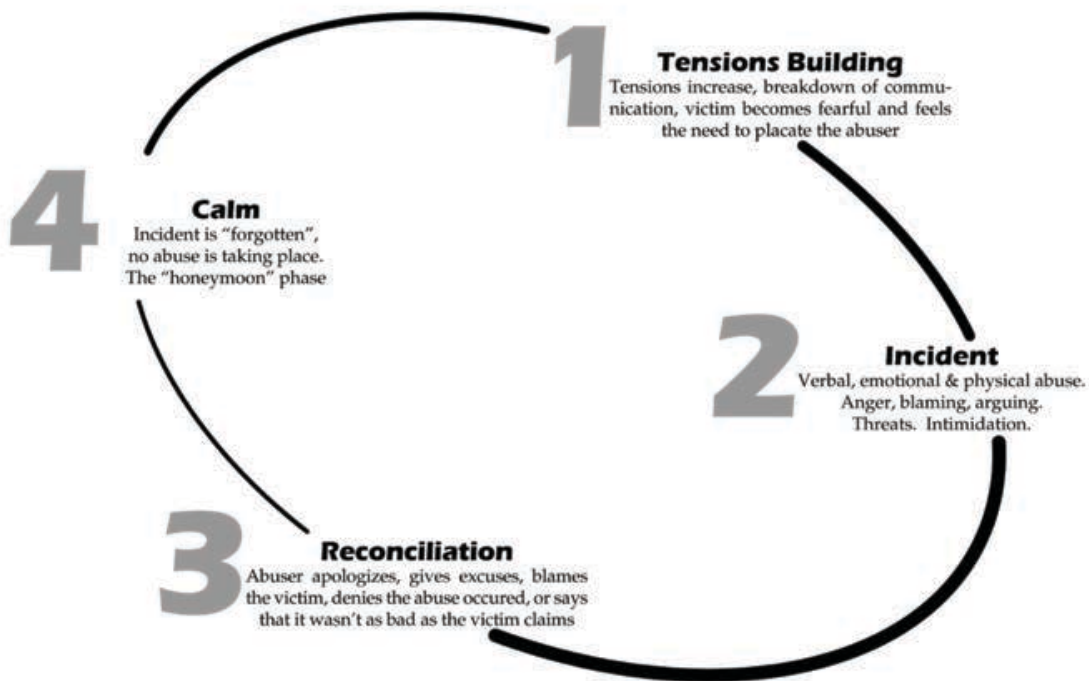 1
Tensions Building
Tensions increase, breakdown of commu-
nication, victim becomes fearful and feels
the need to placate the abuser
2
Incident
Verbal, emotional & physical abuse.
Anger, blaming, arguing.
Threats. Intimidation.
3
Reconciliation
Abuser apologizes, gives excuses, blames
the victim, denies the abuse occured, or says
that it wasn't as bad as the victim claims
4
Calm
Incident is "forgotten",
no abuse is taking place.
The "honeymoon" phase